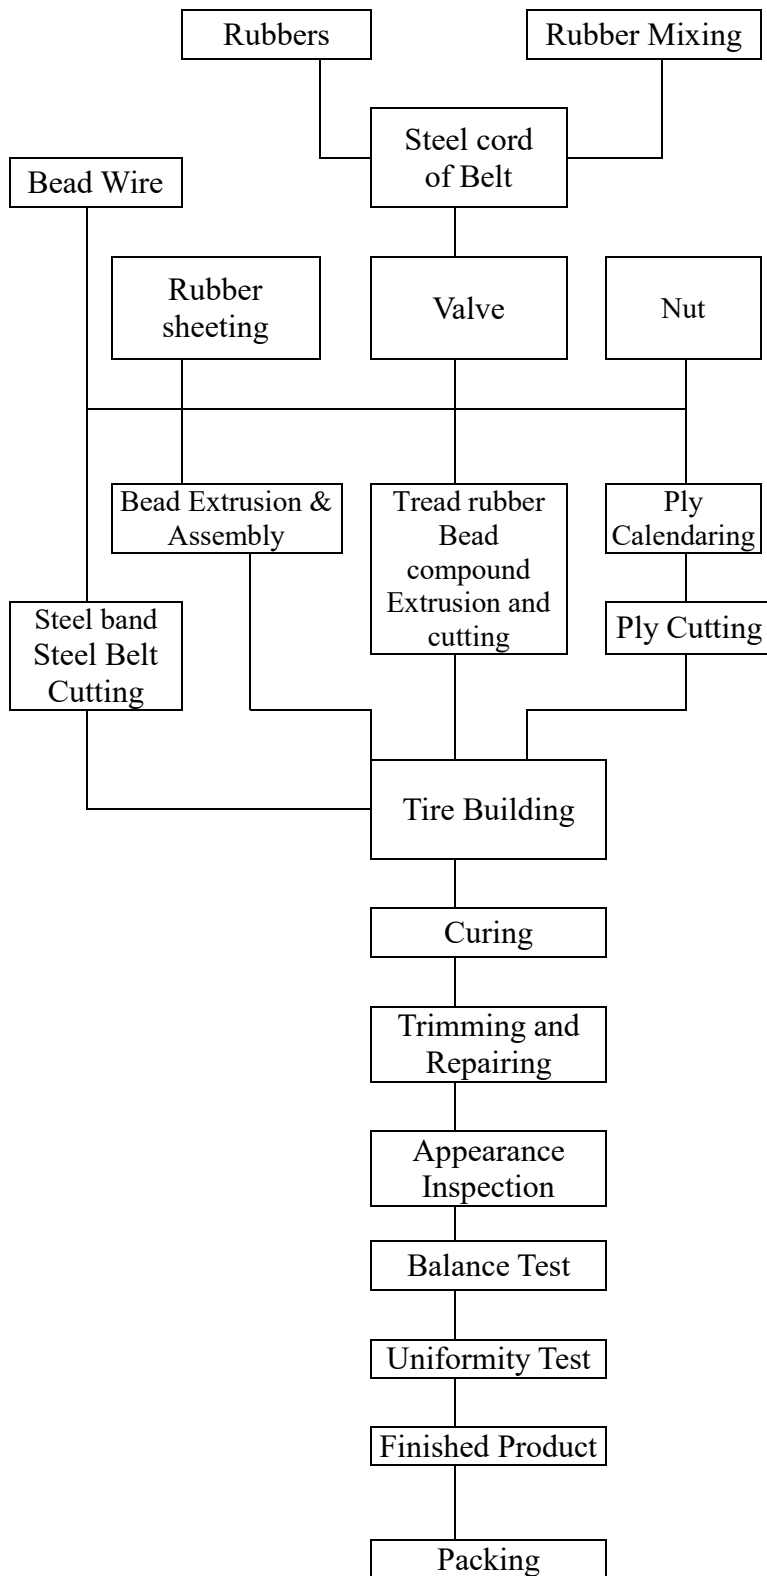 Rubbers
Rubber Mixing
Steel cord
of Belt
Bead Wire
Rubber
sheeting
Valve
Nut
Bead Extrusion &
Assembly
Tread rubber
Bead
compound
Extrusion and
cutting
Ply
Calendaring
Steel band
Steel Belt
Cutting
Ply Cutting
Tire Building
Curing
Trimming and
Repairing
Appearance
Inspection
Balance Test
Uniformity Test
Finished Product
Packing